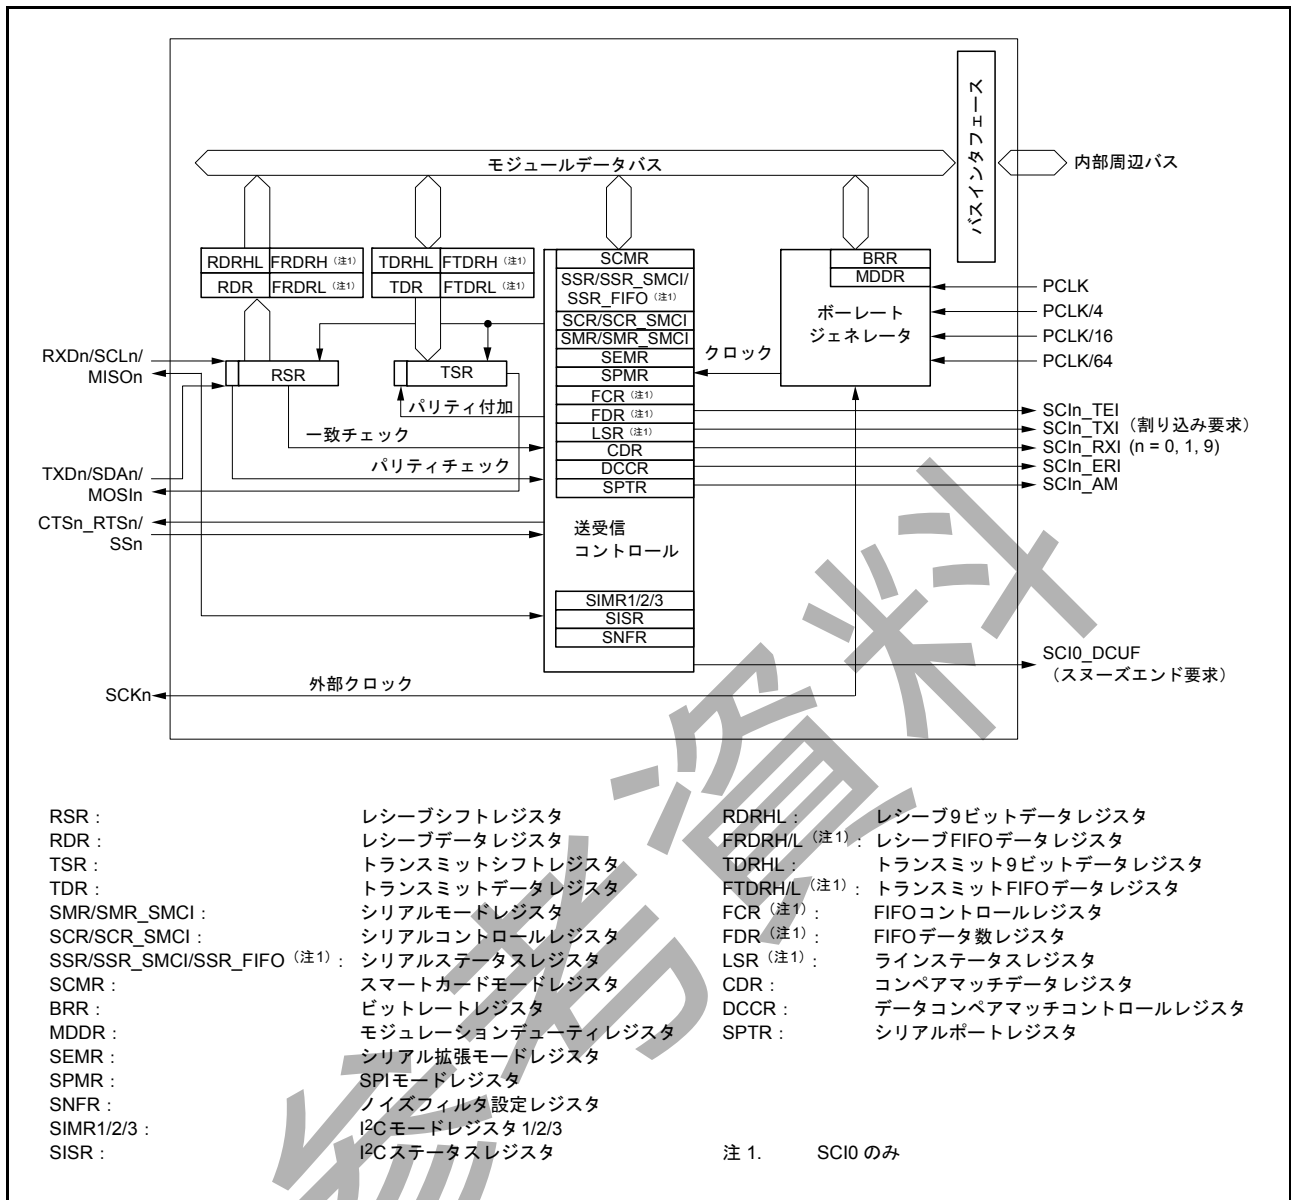 バスインタフェース
モジュールデータバス
内部周辺バス
RDRHL FRDRH（注1）
RDR FRDRL（注1）
TDRHL FTDRH（注1）
TDR FTDRL（注1）
SCMR
SSR/SSR_SMCI/
SSR_FIFO（注1）
SCR/SCR_SMCI
SMR/SMR_SMCI
SEMR
SPMR
FCR（注1）
FDR（注1）
LSR（注1）
CDR
DCCR
SPTR
送受信
コントロール
SIMR1/2/3
SISR
SNFR
BRR
MDDR
ボーレート
ジェネレータ
クロック
PCLK
PCLK/4
PCLK/16
PCLK/64
RXDn/SCLn/
MISOn
RSR
TSR
パリティ付加
一致チェック
パリティチェック
TXDn/SDAn/
MOSIn
CTSn_RTSn/
SSn
SCIn_TEI
SCIn_TXI（割り込み要求）
SCIn_RXI (n = 0, 1, 9)
SCIn_ERI
SCIn_AM
SCI0_DCUF
（スヌーズエンド要求）
SCKn
外部クロック
RSR： レシーブシフトレジスタ
RDR： レシーブデータレジスタ
TSR： トランスミットシフトレジスタ
TDR： トランスミットデータレジスタ
SMR/SMR_SMCI： シリアルモードレジスタ
SCR/SCR_SMCI： シリアルコントロールレジスタ
SSR/SSR_SMCI/SSR_FIFO（注1）： シリアルステータスレジスタ
SCMR： スマートカードモードレジスタ
BRR： ビットレートレジスタ
MDDR： モジュレーションデューティレジスタ
SEMR： シリアル拡張モードレジスタ
SPMR： SPIモードレジスタ
SNFR： ノイズフィルタ設定レジスタ
SIMR1/2/3： I²Cモードレジスタ1/2/3
SISR： I²Cステータスレジスタ
RDRHL： レシーブ9ビットデータレジスタ
FRDRH/L（注1）： レシーブFIFOデータレジスタ
TDRHL： トランスミット9ビットデータレジスタ
FTDRH/L（注1）： トランスミットFIFOデータレジスタ
FCR（注1）： FIFOコントロールレジスタ
FDR（注1）： FIFOデータ数レジスタ
LSR（注1）： ラインステータスレジスタ
CDR： コンペアマッチデータレジスタ
DCCR： データコンペアマッチコントロールレジスタ
SPTR： シリアルポートレジスタ
注 1. SCI0 のみ
参考資料